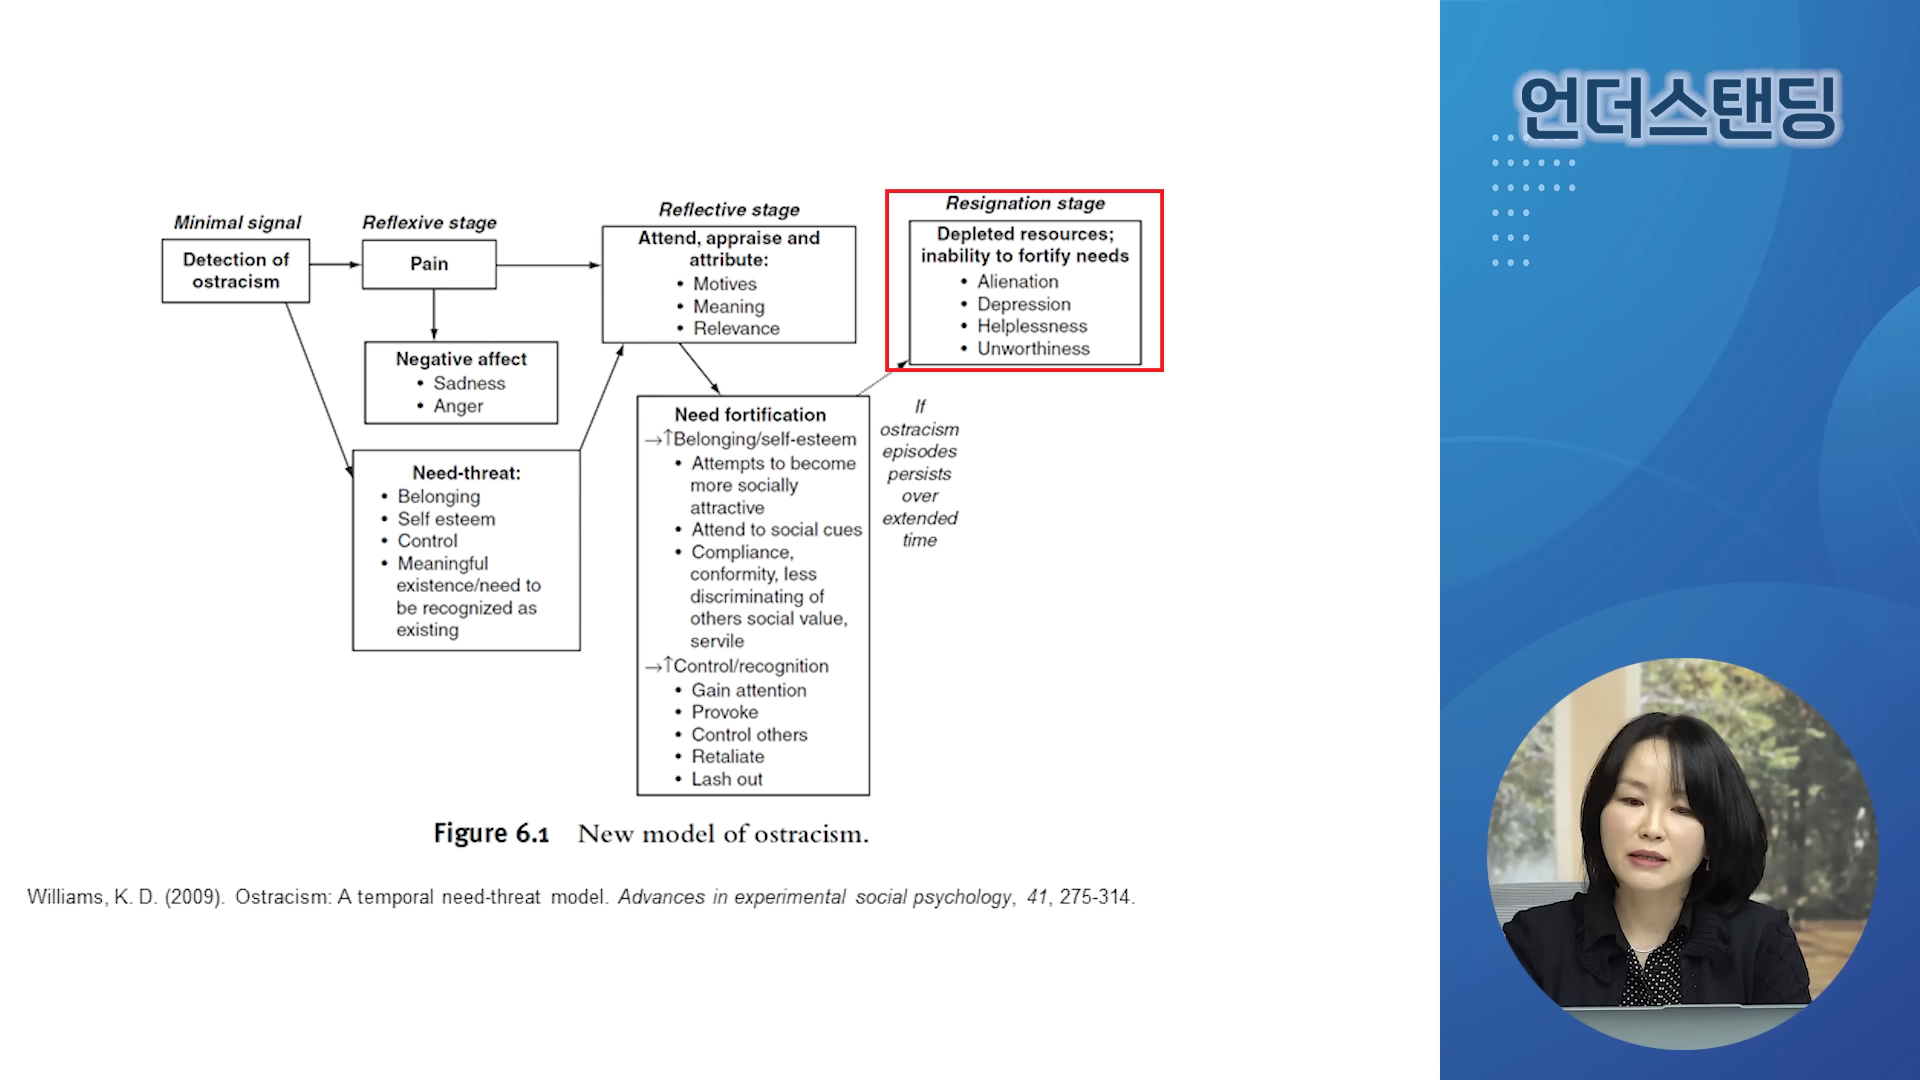 언더스탠딩
Minimal signal
Detection of
ostracism
Reflexive stage
Pain
Negative affect
• Sadness
• Anger
Need-threat:
• Belonging
• Self esteem
• Control
• Meaningful
existence/need to
be recognized as
existing
Reflective stage
Attend, appraise and
attribute:
• Motives
• Meaning
• Relevance
Need fortification
→↑Belonging/self-esteem
• Attempts to become
more socially
attractive
• Attend to social cues
• Compliance,
conformity, less
discriminating of
others social value,
servile
→↑Control/recognition
• Gain attention
• Provoke
• Control others
• Retaliate
• Lash out
Resignation stage
Depleted resources;
inability to fortify needs
• Alienation
• Depression
• Helplessness
• Unworthiness
If
ostracism
episodes
persists
over
extended
time
Figure 6.1 New model of ostracism.
Williams, K. D. (2009). Ostracism: A temporal need-threat model. Advances in experimental social psychology, 41, 275-314.